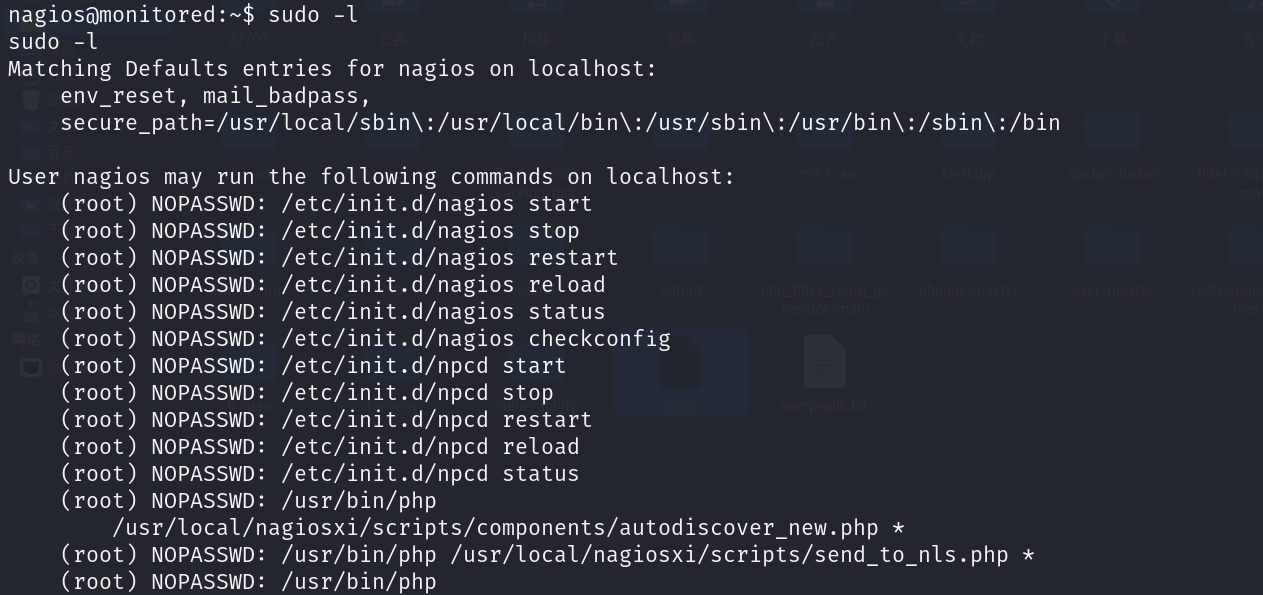 nagios@monitored:~$ sudo -l
sudo -l
Matching Defaults entries for nagios on localhost:
    env_reset, mail_badpass,
    secure_path=/usr/local/sbin\:/usr/local/bin\:/usr/sbin\:/usr/bin\:/sbin\:/bin

User nagios may run the following commands on localhost:
    (root) NOPASSWD: /etc/init.d/nagios start
    (root) NOPASSWD: /etc/init.d/nagios stop
    (root) NOPASSWD: /etc/init.d/nagios restart
    (root) NOPASSWD: /etc/init.d/nagios reload
    (root) NOPASSWD: /etc/init.d/nagios status
    (root) NOPASSWD: /etc/init.d/nagios checkconfig
    (root) NOPASSWD: /etc/init.d/npcd start
    (root) NOPASSWD: /etc/init.d/npcd stop
    (root) NOPASSWD: /etc/init.d/npcd restart
    (root) NOPASSWD: /etc/init.d/npcd reload
    (root) NOPASSWD: /etc/init.d/npcd status
    (root) NOPASSWD: /usr/bin/php
        /usr/local/nagiosxi/scripts/components/autodiscover_new.php *
    (root) NOPASSWD: /usr/bin/php /usr/local/nagiosxi/scripts/send_to_nls.php *
    (root) NOPASSWD: /usr/bin/php